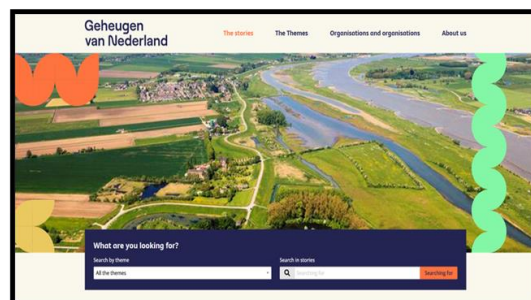 Geheugen
van Nederland
The stories
The Themes
Organisations and organisations
About us
What are you looking for?
Search by theme
Search in stories
All the themes
Searching for
Searching for